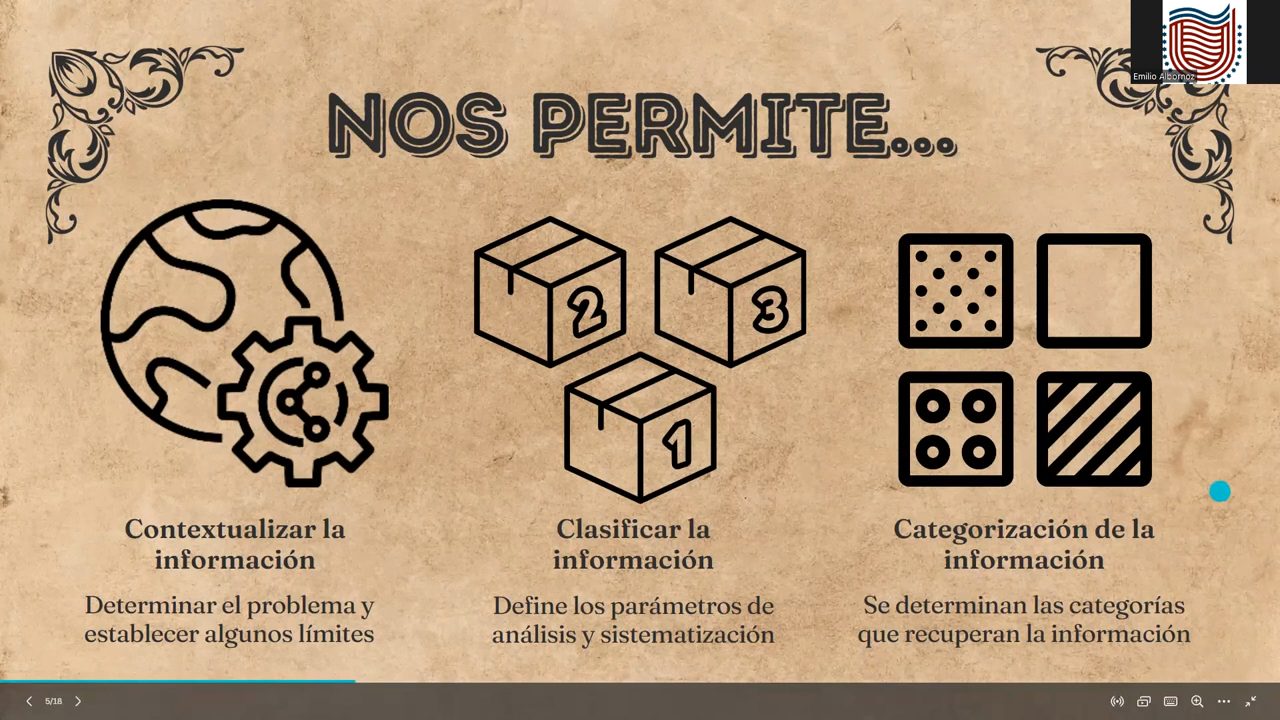 Emilio Albornoz
NOS PERMITE...
2
3
1
Contextualizar la
información
Determinar el problema y
establecer algunos límites
Clasificar la
información
Define los parámetros de
análisis y sistematización
Categorización de la
información
Se determinan las categorías
que recuperan la información
5/18